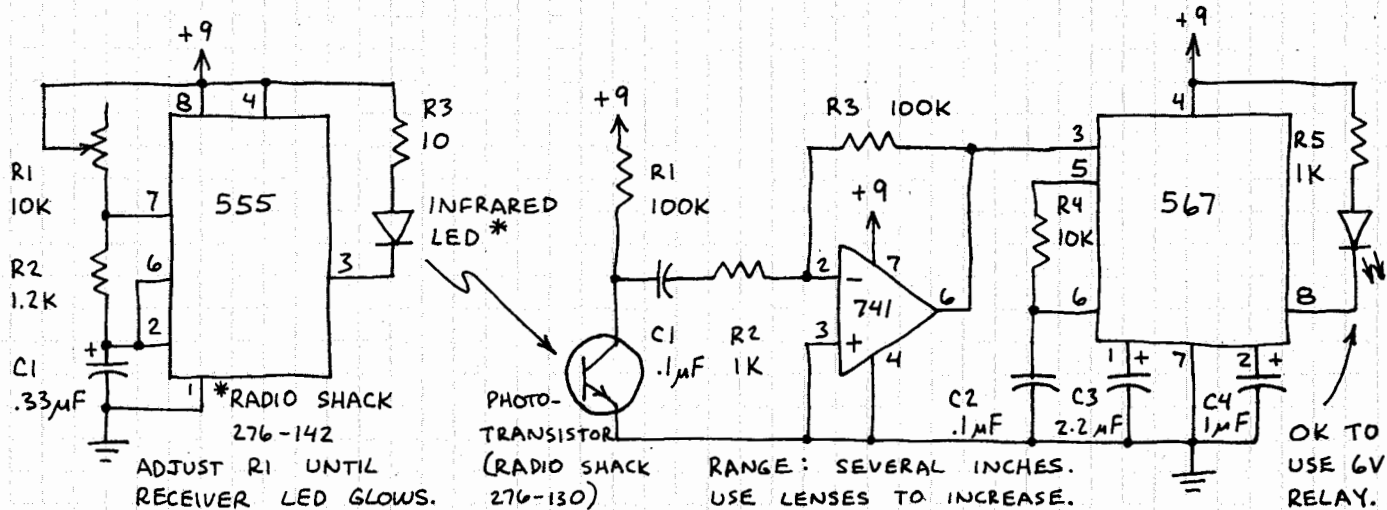 +9
8
4
R1
10K
7
555
R3
10
INFRARED
LED *
R2
1.2K
6
2
3
+
C1
.33µF
1
*RADIO SHACK
276-142
ADJUST R1 UNTIL
RECEIVER LED GLOWS.
+9
R1
100K
PHOTO-
TRANSISTOR
(RADIO SHACK
276-130)
C1
.1µF
R2
1K
R3 100K
+9
7
2
-
741
6
3
+
4
RANGE: SEVERAL INCHES.
USE LENSES TO INCREASE.
+9
4
3
5
567
R4
10K
6
R5
1K
8
1
+
7
2
+
C2
.1µF
C3
2.2µF
C4
1µF
OK TO
USE 6V
RELAY.